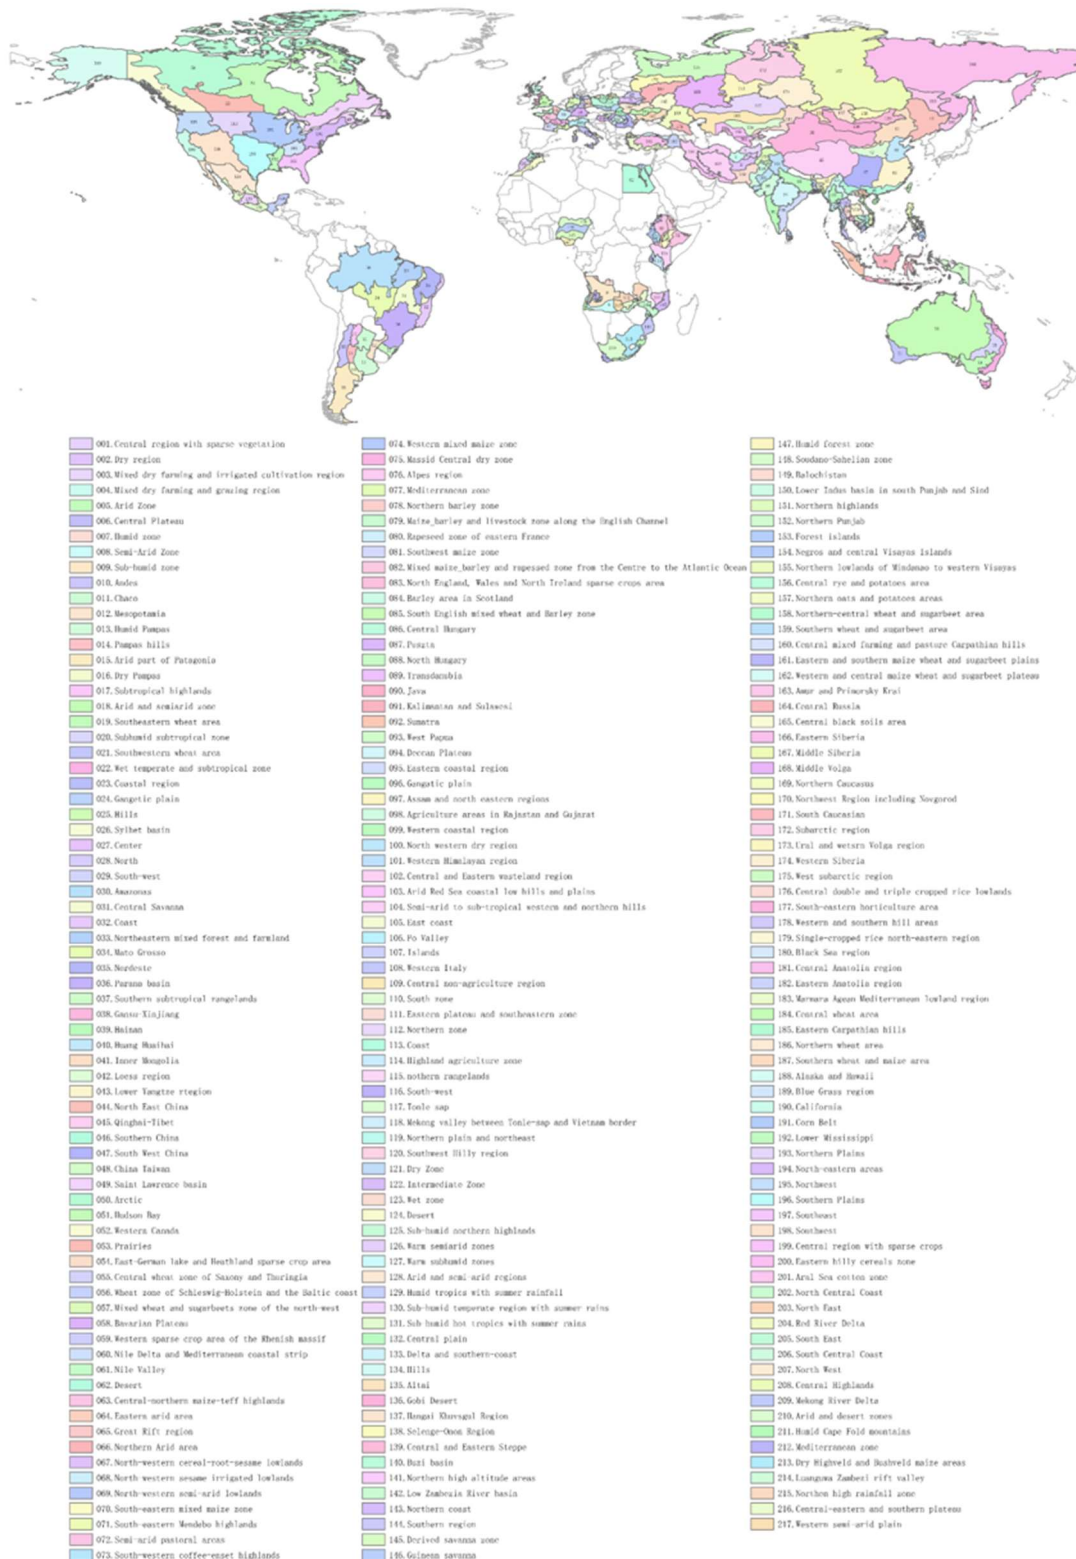 001.Central region with sparse vegetation
002.Dry region
003.Mixed dry farming and irrigated cultivation region
004.Mixed dry farming and grazing region
005.Arid Zone
006.Central Plateau
007.Humid zone
008.Semi-Arid Zone
009.Sub-humid zone
010.Andes
011.Chaco
012.Mesopotamia
013.Humid Pampas
014.Pampas hills
015.Arid part of Patagonia
016.Dry Pampas
017.Subtropical highlands
018.Arid and semiarid zone
019.Southeastern wheat area
020.Subhumid subtropical zone
021.Southwestern wheat area
022.Wet temperate and subtropical zone
023.Coastal region
024.Gangetic plain
025.Hills
026.Sylhet basin
027.Center
028.North
029.South-west
030.Amazonas
031.Central Savanna
032.Coast
033.Northeastern mixed forest and farmland
034.Mato Grosso
035.Nordeste
036.Parana basin
037.Southern subtropical rangelands
038.Gansu-Xinjiang
039.Hainan
040.Huang Huaihai
041.Inner Mongolia
042.Loess region
043.Lower Yangtze rtegion
044.North East China
045.Qinghai-Tibet
046.Southern China
047.South West China
048.China Taiwan
049.Saint Lawrence basin
050.Arctic
051.Hudson Bay
052.Western Canada
053.Prairies
054.East-German lake and Heathland sparse crop area
055.Central wheat zone of Saxony and Thuringia
056.Wheat zone of Schleswig-Holstein and the Baltic coast
057.Mixed wheat and sugarbeets zone of the north-west
058.Bavarian Plateau
059.Western sparse crop area of the Rhenish massif
060.Nile Delta and Mediterranean coastal strip
061.Nile Valley
062.Desert
063.Central-northern maize-teff highlands
064.Eastern arid area
065.Great Rift region
066.Northern Arid area
067.North-western cereal-root-sesame lowlands
068.North western sesame irrigated lowlands
069.North-western semi-arid lowlands
070.South-eastern mixed maize zone
071.South-eastern Mendebo highlands
072.Semi-arid pastoral areas
073.South-western coffee-enset highlands
074.Western mixed maize zone
075.Massid Central dry zone
076.Alpes region
077.Mediterranean zone
078.Northern barley zone
079.Maize_barley and livestock zone along the English Channel
080.Rapeseed zone of eastern France
081.Southwest maize zone
082.Mixed maize_barley and rapessed zone from the Centre to the Atlantic Ocean
083.North England, Wales and North Ireland sparse crops area
084.Barley area in Scotland
085.South English mixed wheat and Barley zone
086.Central Hungary
087.Puszta
088.North Hungary
089.Transdanubia
090.Java
091.Kalimantan and Sulawesi
092.Sumatra
093.West Papua
094.Deccan Plateau
095.Eastern coastal region
096.Gangatic plain
097.Assam and north eastern regions
098.Agriculture areas in Rajastan and Gujarat
099.Western coastal region
100.North western dry region
101.Western Himalayan region
102.Central and Eastern wasteland region
103.Arid Red Sea coastal low hills and plains
104.Semi-arid to sub-tropical western and northern hills
105.East coast
106.Po Valley
107.Islands
108.Western Italy
109.Central non-agriculture region
110.South zone
111.Eastern plateau and southeastern zone
112.Northern zone
113.Coast
114.Highland agriculture zone
115.nothern rangelands
116.South-west
117.Tonle sap
118.Mekong valley between Tonle-sap and Vietnam border
119.Northern plain and northeast
120.Southwest Hilly region
121.Dry Zone
122.Intermediate Zone
123.Wet zone
124.Desert
125.Sub-humid northern highlands
126.Warm semiarid zones
127.Warm subhumid zones
128.Arid and semi-arid regions
129.Humid tropics with summer rainfall
130.Sub-humid temperate region with summer rains
131.Sub humid hot tropics with summer rains
132.Central plain
133.Delta and southern-coast
134.Hills
135.Altai
136.Gobi Desert
137.Hangai Khuvsgul Region
138.Selenge-Onon Region
139.Central and Eastern Steppe
140.Buzi basin
141.Northern high altitude areas
142.Low Zambezia River basin
143.Northern coast
144.Southern region
145.Derived savanna zone
146.Guinean savanna
147.Humid forest zone
148.Soudano-Sahelian zone
149.Balochistan
150.Lower Indus basin in south Punjab and Sind
151.Northern highlands
152.Northern Punjab
153.Forest islands
154.Negros and central Visayas Islands
155.Northern lowlands of Mindanao to western Visayas
156.Central rye and potatoes area
157.Northern oats and potatoes areas
158.Northern-central wheat and sugarbeet area
159.Southern wheat and sugarbeet area
160.Central mixed farming and pasture Carpathian hills
161.Eastern and southern maize wheat and sugarbeet plains
162.Western and central maize wheat and sugarbeet plateau
163.Amur and Primorsky Krai
164.Central Russia
165.Central black soils area
166.Eastern Siberia
167.Middle Siberia
168.Middle Volga
169.Northern Caucasus
170.Northwest Region including Novgorod
171.South Caucasian
172.Subarctic region
173.Ural and wetsrn Volga region
174.Western Siberia
175.West subarctic region
176.Central double and triple cropped rice lowlands
177.South-eastern horticulture area
178.Western and southern hill areas
179.Single-cropped rice north-eastern region
180.Black Sea region
181.Central Anatolia region
182.Eastern Anatolia region
183.Marmara Agean Mediterranean lowland region
184.Central wheat area
185.Eastern Carpathian hills
186.Northern wheat area
187.Southern wheat and maize area
188.Alaska and Hawaii
189.Blue Grass region
190.California
191.Corn Belt
192.Lower Mississippi
193.Northern Plains
194.North-eastern areas
195.Northwest
196.Southern Plains
197.Southeast
198.Southwest
199.Central region with sparse crops
200.Eastern hilly cereals zone
201.Aral Sea cotton zone
202.North Central Coast
203.North East
204.Red River Delta
205.South East
206.South Central Coast
207.North West
208.Central Highlands
209.Mekong River Delta
210.Arid and desert zones
211.Humid Cape Fold mountains
212.Mediterranean zone
213.Dry Highveld and Bushveld maize areas
214.Luanguwa Zambezi rift valley
215.Northen high rainfall zone
216.Central-eastern and southern plateau
217.Western semi-arid plain